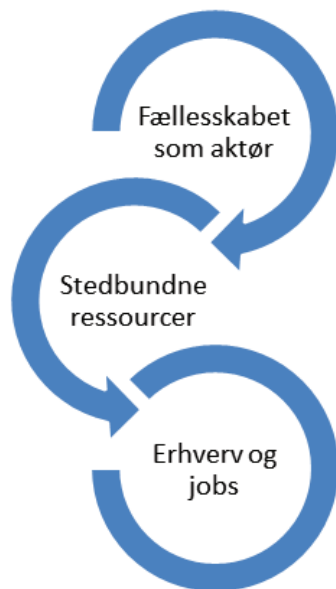 Fællesskabet
som aktør
Stedbundne
ressourcer
Erhverv og
jobs